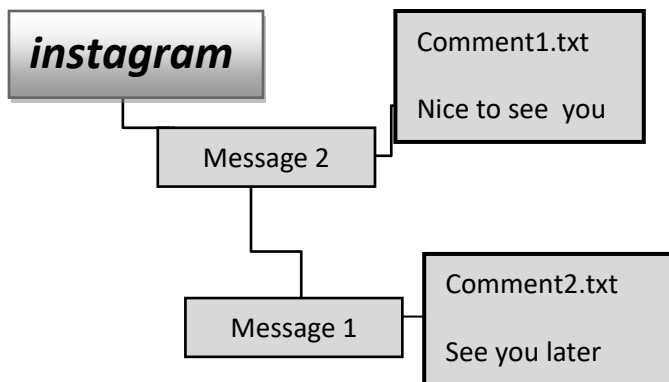 instagram
Comment1.txt
Nice to see  you
Message 2
Comment2.txt
See you later
Message 1